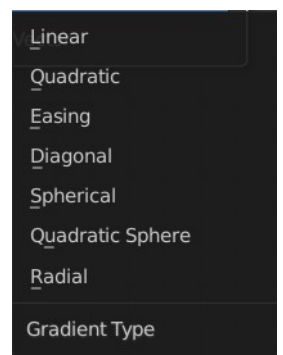 Linear
Quadratic
Easing
Diagonal
Spherical
Quadratic Sphere
Radial
Gradient Type